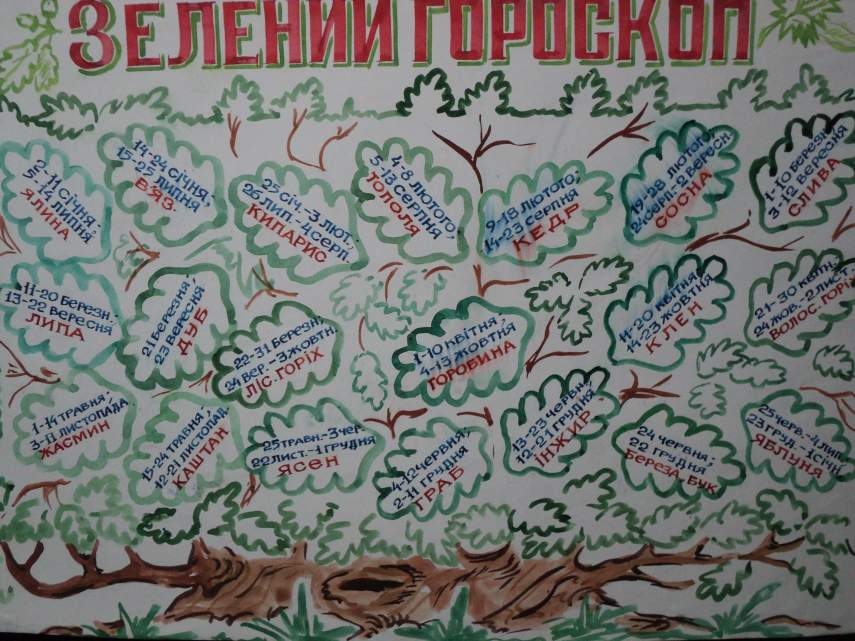 ЗЕЛЕНИЙ ГОРОСКОП
2-11 січня;
5-14 липня
ЯЛИНА
14-24 січня,
15-25 липня
В'ЯЗ.
25 січ.-3 лют.
26 лип.-4 серп.
КИПАРИС
4-8 лютого.
5-13 серпня
ТОПОЛЯ
9-18 лютого;
14-23 серпня
КЕДР
19-28 лютого,
24 серп.-2 вересн.
СОСНА
1-10 березн.
3-12 вересня
СЛИВА
11-20 березн.;
13-22 вересня
ЛИПА
21 березня;
23 вересня
ДУБ
22-31 березн.;
24 вер.-3 жовтн.
ЛІС. ГОРІХ
1-10 квітня,
4-13 жовтня
ГОРОБИНА
11-20 квітня
14-23 жовтня
КЛЕН
21-30 квітн.
24 жов.-2 лист.
ВОЛОС. ГОРІХ
1-14 травня;
3-11 листопада
ЖАСМИН
15-24 травня,
12-21 листопад.
КАШТАН
25 травн.-3 чер.
22 лист.-1 грудня
ЯСЕН
4-12 червня;
2-11 грудня
ГРАБ
13-23 червн.
12-21 грудня
ІНЖИР
24 червня;
22 грудня
БЕРЕЗА, БУК
25 черв.-4 лип.
23 груд.-1 січн.
ЯБЛУНЯ